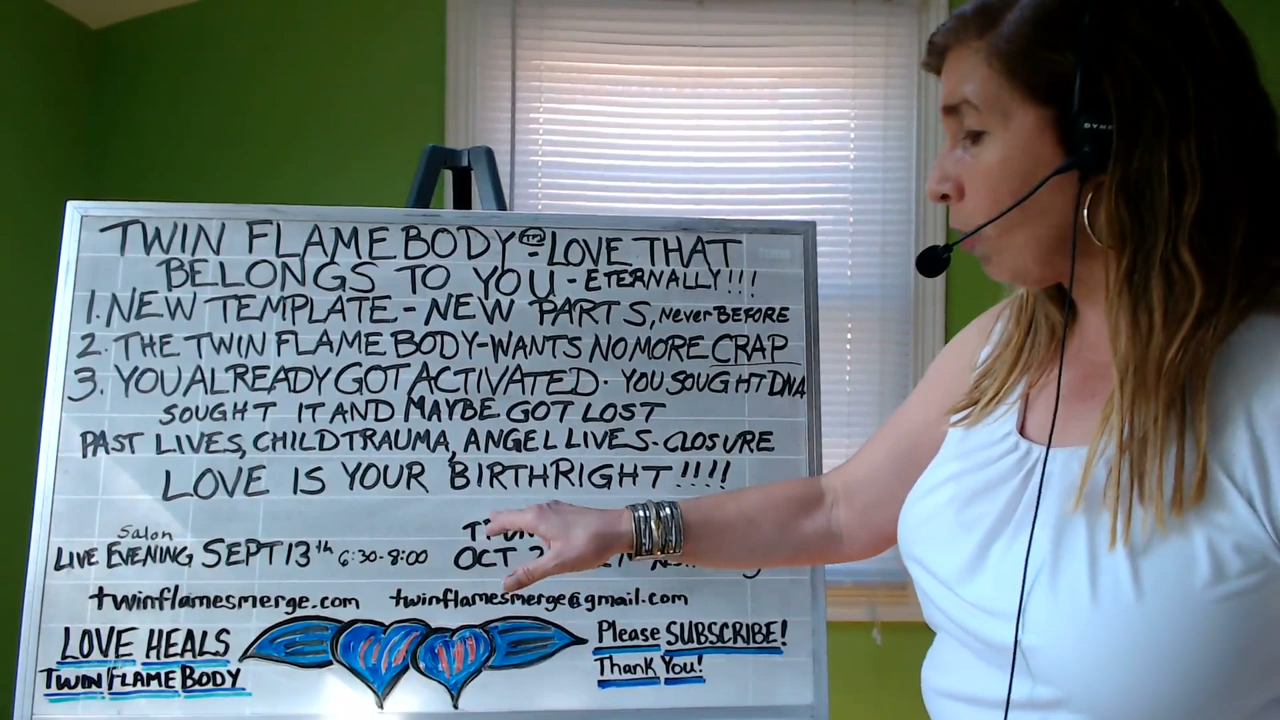 TWIN FLAME BODY - LOVE THAT
BELONGS TO YOU - ETERNALLY!!!
1. NEW TEMPLATE - NEW PARTS, Never BEFORE
2. THE TWIN FLAME BODY-WANTS NO MORE CRAP
3. YOU ALREADY GOT ACTIVATED. YOU SOUGHT DNA
SOUGHT IT AND MAYBE GOT LOST
PAST LIVES, CHILD TRAUMA, ANGEL LIVES-CLOSURE
LOVE IS YOUR BIRTHRIGHT!!!!
Salon
LIVE EVENING SEPT 13th 6:30-8:00
OCT
twinflamesmerge.com twinflamesmerge@gmail.com
LOVE HEALS
TWIN FLAME BODY
Please SUBSCRIBE!
Thank You!